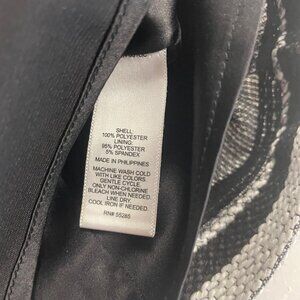 SHELL:
100% POLYESTER
LINING:
95% POLYESTER
5% SPANDEX
MADE IN PHILIPPINES
MACHINE WASH COLD
WITH LIKE COLORS.
GENTLE CYCLE
ONLY NON-CHLORINE
BLEACH WHEN NEEDED.
LINE DRY.
COOL IRON IF NEEDED.
RN# 55285